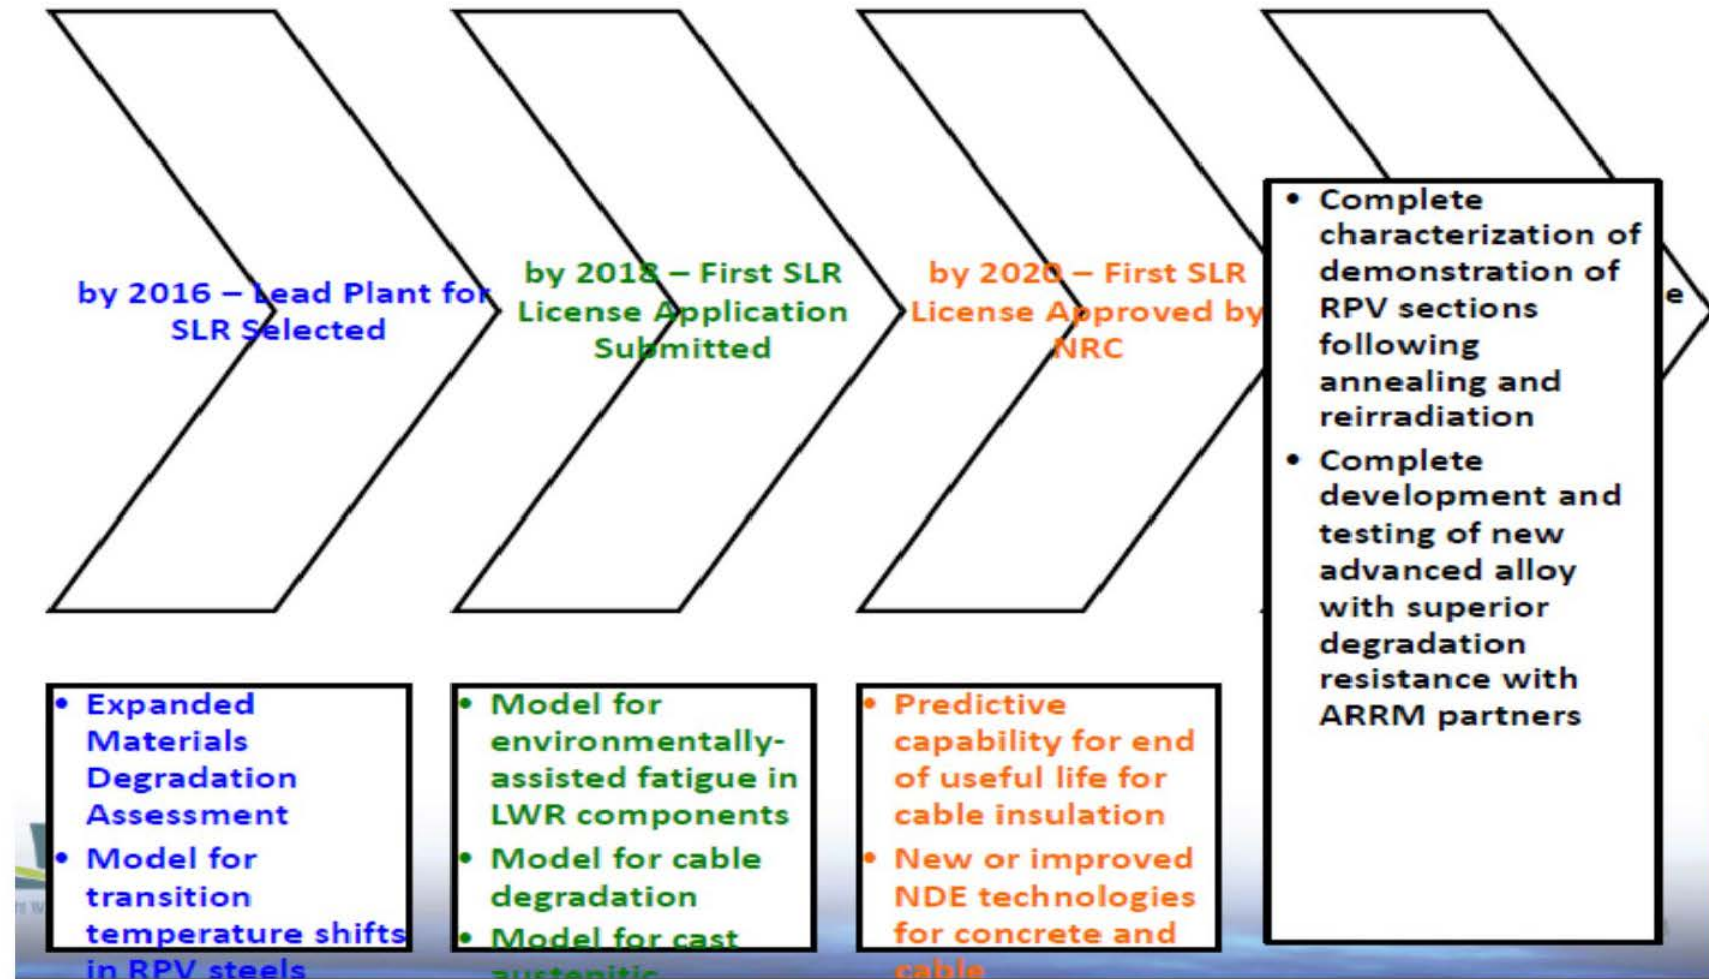 by 2016 – Lead Plant for
SLR Selected
by 2018 – First SLR
License Application
Submitted
by 2020 – First SLR
License Approved by
NRC
• Complete
characterization of
demonstration of
RPV sections
following
annealing and
reirradiation
• Complete
development and
testing of new
advanced alloy
with superior
degradation
resistance with
ARRM partners
• Expanded
Materials
Degradation
Assessment
• Model for
transition
temperature shifts
in RPV steels
• Model for
environmentally-
assisted fatigue in
LWR components
• Model for cable
degradation
• Model for cast
austenitic
• Predictive
capability for end
of useful life for
cable insulation
• New or improved
NDE technologies
for concrete and
cable